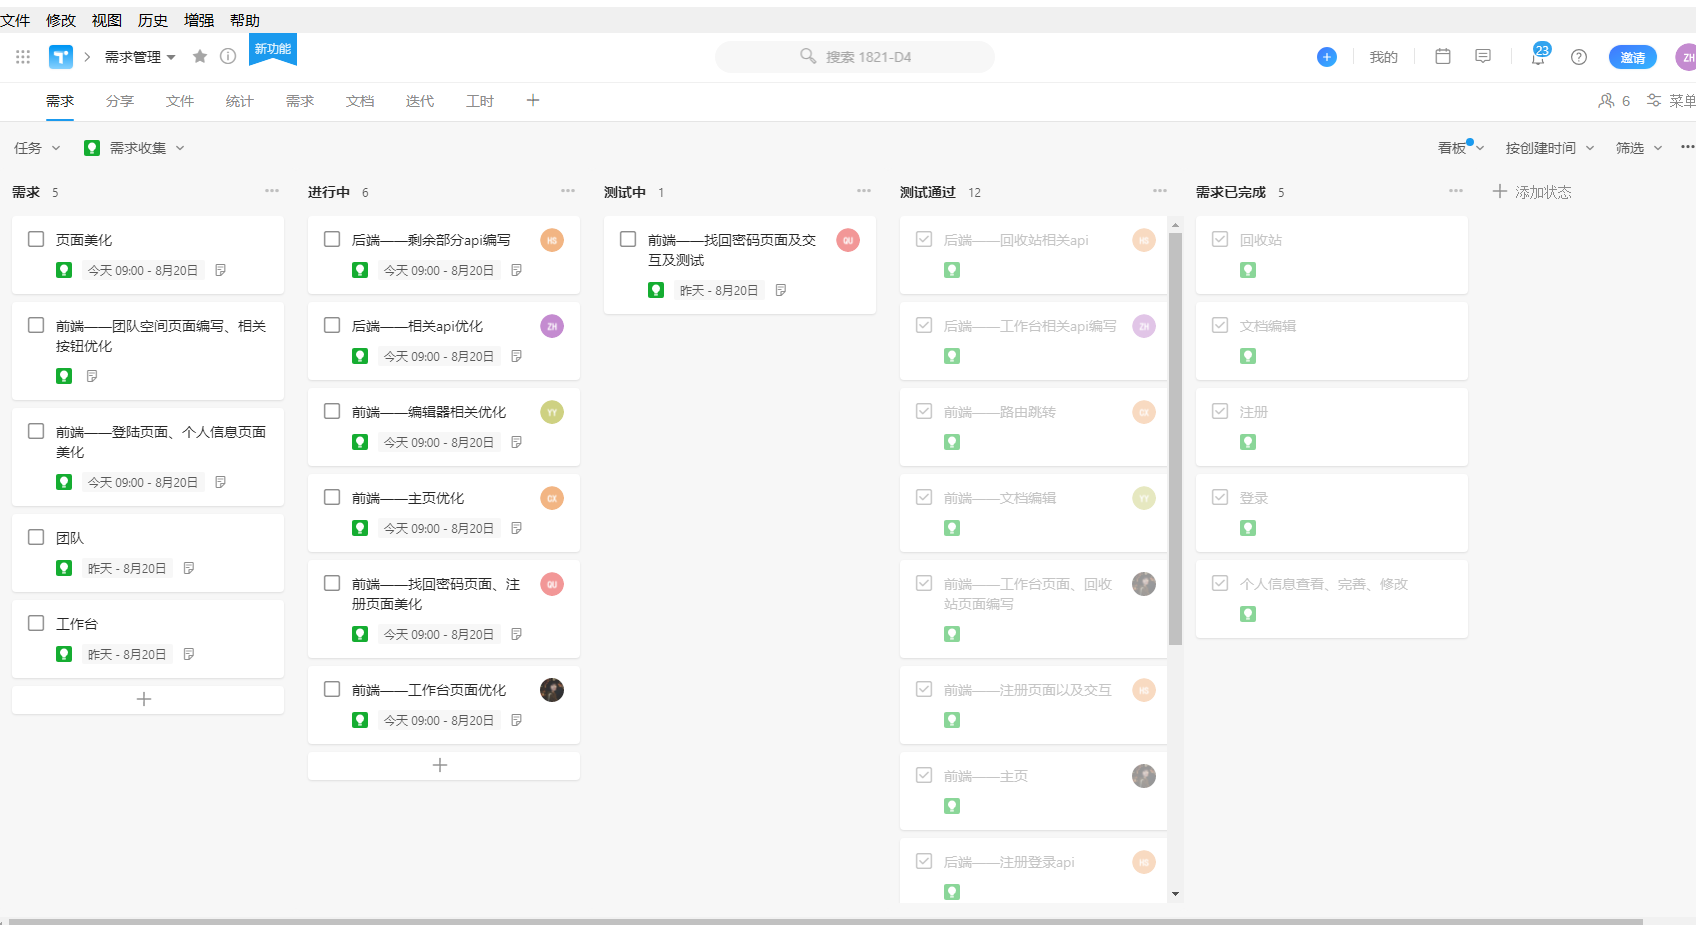 文件 修改 视图 历史 增强 帮助
需求管理
新功能
搜索 1821-D4
我的
23
邀请
ZH
需求 分享 文件 统计 需求 文档 迭代 工时
6 菜单
任务 需求收集
看板 按创建时间 筛选
需求 5
页面美化
今天 09:00 - 8月20日
前端——团队空间页面编写、相关
按钮优化
前端——登陆页面、个人信息页面
美化
今天 09:00 - 8月20日
团队
昨天 - 8月20日
工作台
昨天 - 8月20日
进行中 6
后端——剩余部分api编写 HS
今天 09:00 - 8月20日
后端——相关api优化 ZH
今天 09:00 - 8月20日
前端——编辑器相关优化 YY
今天 09:00 - 8月20日
前端——主页优化 CX
今天 09:00 - 8月20日
前端——找回密码页面、注 QU
册页面美化
今天 09:00 - 8月20日
前端——工作台页面优化
今天 09:00 - 8月20日
测试中 1
前端——找回密码页面及交 QU
互及测试
昨天 - 8月20日
测试通过 12
后端——回收站相关api HS
后端——工作台相关api编写 ZH
前端——路由跳转 CX
前端——文档编辑 YY
前端——工作台页面、回收
站页面编写
前端——注册页面以及交互 HS
前端——主页
后端——注册登录api HS
需求已完成 5
回收站
文档编辑
注册
登录
个人信息查看、完善、修改
添加状态